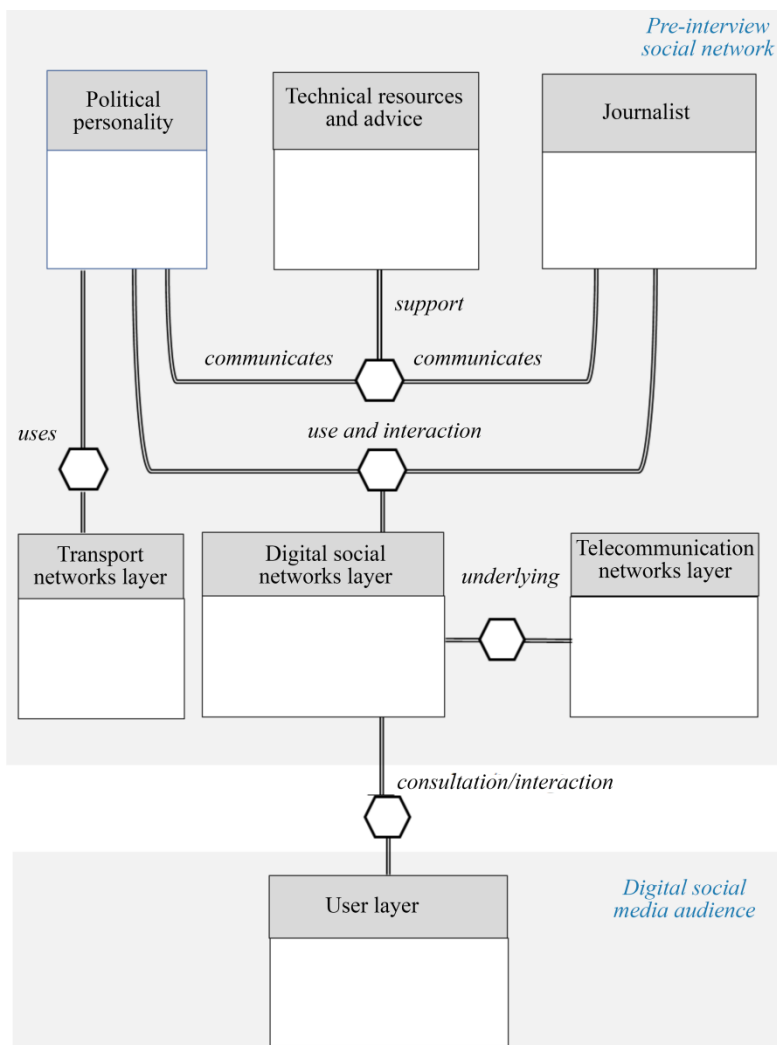 Pre-interview
social network
Political
personality
Technical resources
and advice
Journalist
support
communicates
communicates
uses
use and interaction
Transport
networks layer
Digital social
networks layer
underlying
Telecommunication
networks layer
consultation/interaction
User layer
Digital social
media audience